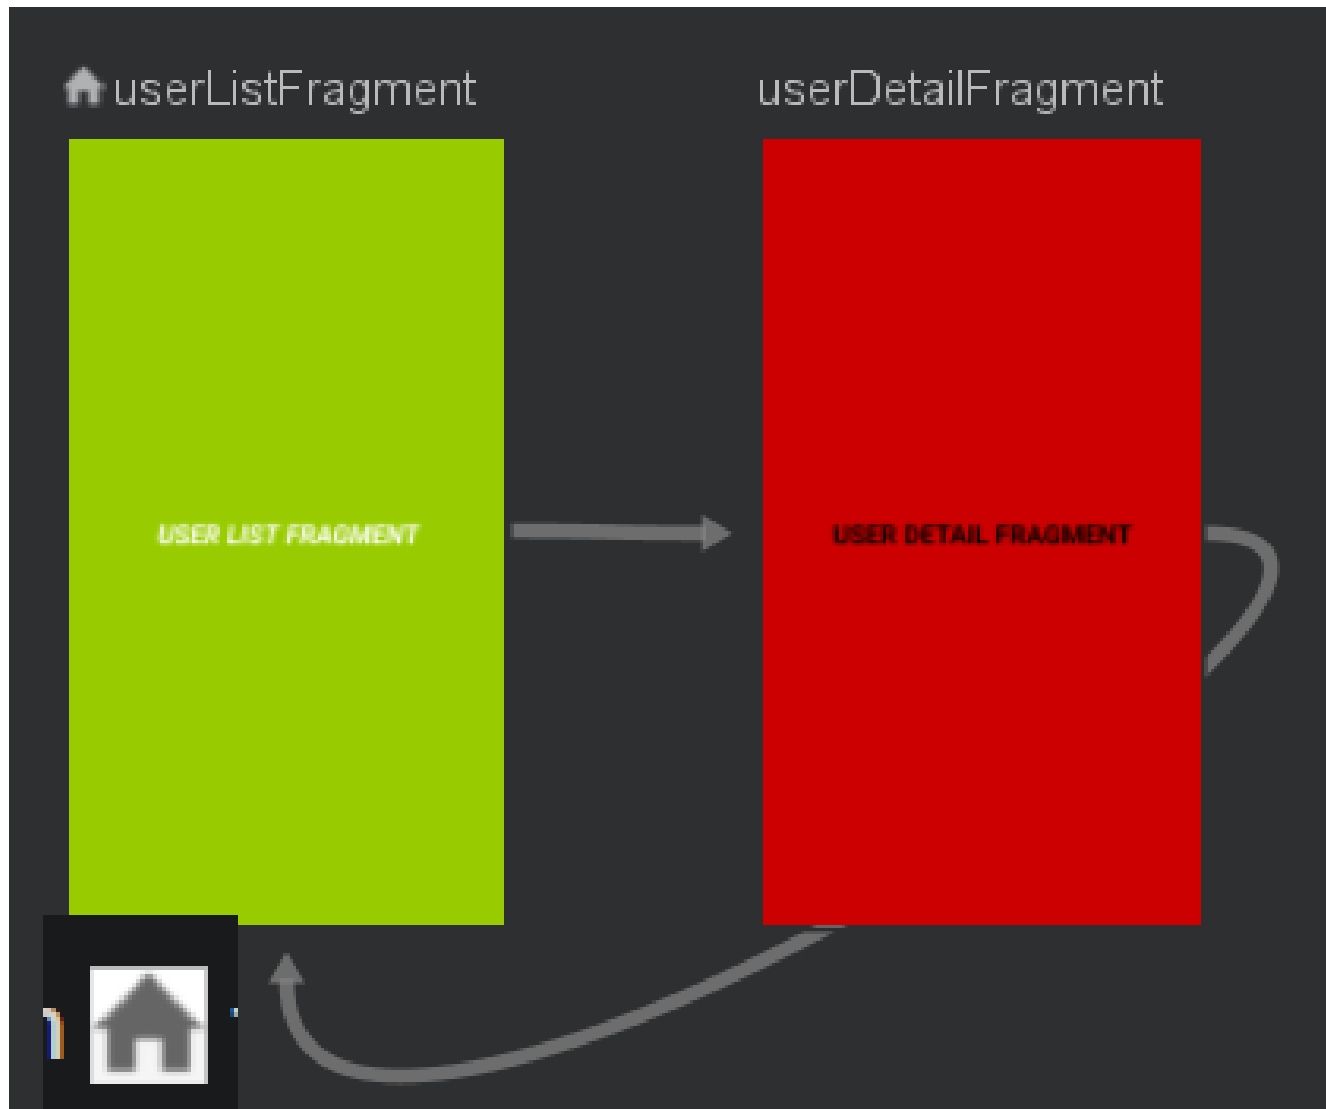 userListFragment
userDetailFragment
USER LIST FRAGMENT
USER DETAIL FRAGMENT